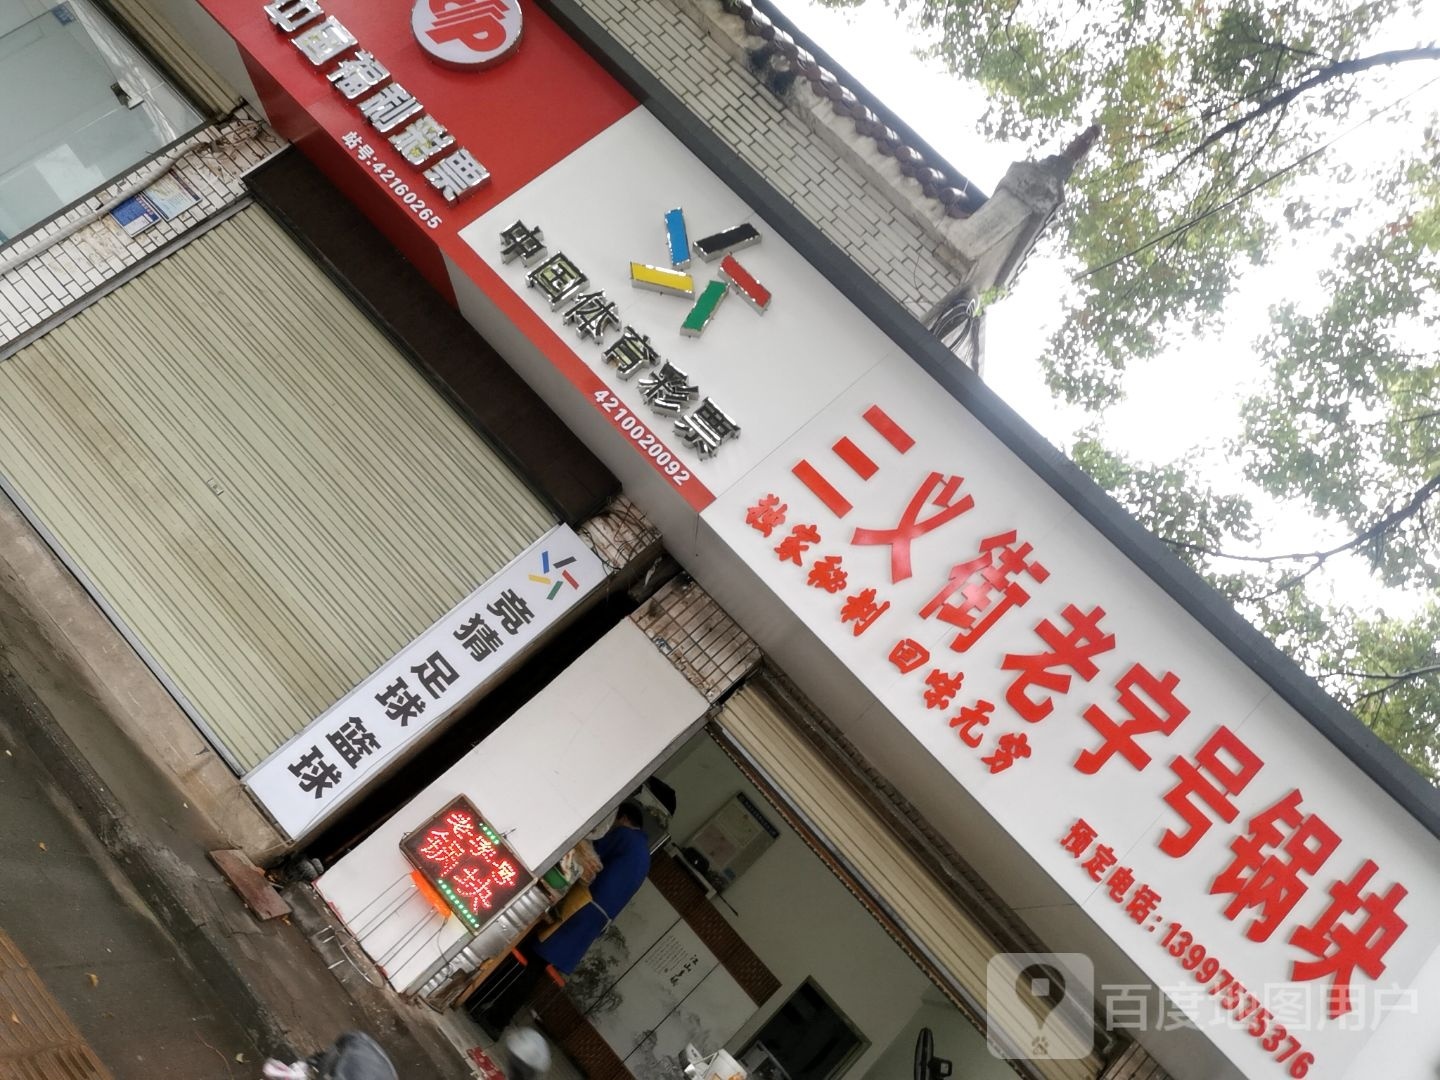 中国福利彩票
站号:42160265
中国体育彩票
4210020092
三义街老字号锅块
独家秘制 回味无穷
预定电话:13997575376
竞猜 足球 篮球
老字号
锅块
百度地图用户